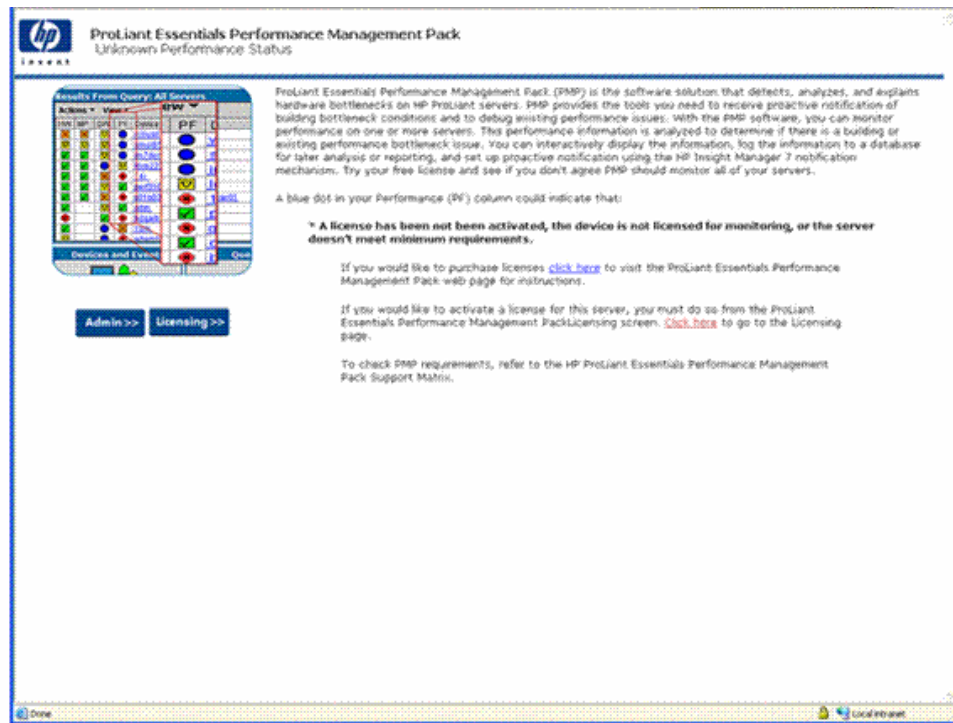 hp
invent
ProLiant Essentials Performance Management Pack
Unknown Performance Status
Results From Query: All Servers
PF
Devices and Event
Que
Admin>>
Licensing>>
ProLiant Essentials Performance Management Pack (PMP) is the software solution that detects, analyzes, and explains
hardware bottlenecks on HP ProLiant servers. PMP provides the tools you need to receive proactive notification of
building bottleneck conditions and to debug existing performance issues. With the PMP software, you can monitor
performance on one or more servers. This performance information is analyzed to determine if there is a building or
existing performance bottleneck issue. You can interactively display the information, log the information to a database
for later analysis or reporting, and set up proactive notification using the HP Insight Manager 7 notification
mechanism. Try your free license and see if you don't agree PMP should monitor all of your servers.
A blue dot in your Performance (PF) column could indicate that:
* A license has been not been activated, the device is not licensed for monitoring, or the server
doesn't meet minimum requirements.
If you would like to purchase licenses click here to visit the ProLiant Essentials Performance
Management Pack web page for instructions.
If you would like to activate a license for this server, you must do so from the ProLiant
Essentials Performance Management PackLicensing screen. Click here to go to the Licensing
page.
To check PMP requirements, refer to the HP ProLiant Essentials Performance Management
Pack Support Matrix.
Done
Local intranet